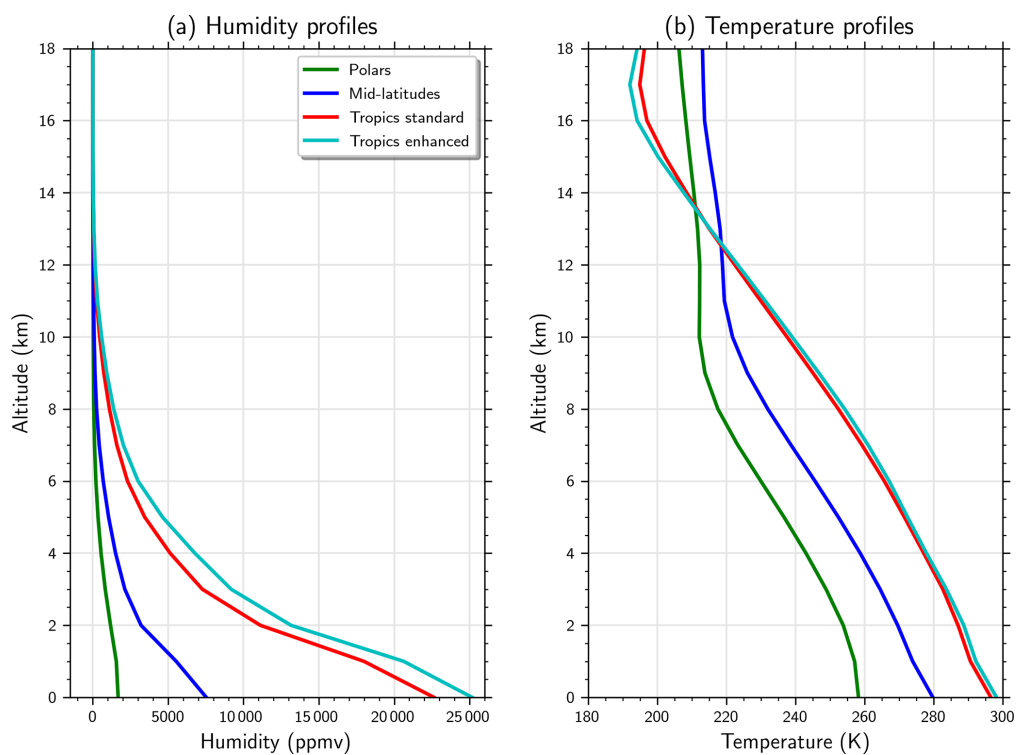 (a) Humidity profiles
18
16
14
12
10
8
6
4
2
0
Altitude (km)
Polars
Mid-latitudes
Tropics standard
Tropics enhanced
0 5000 10 000 15 000 20 000 25 000
Humidity (ppmv)
(b) Temperature profiles
18
16
14
12
10
8
6
4
2
0
Altitude (km)
180 200 220 240 260 280 300
Temperature (K)